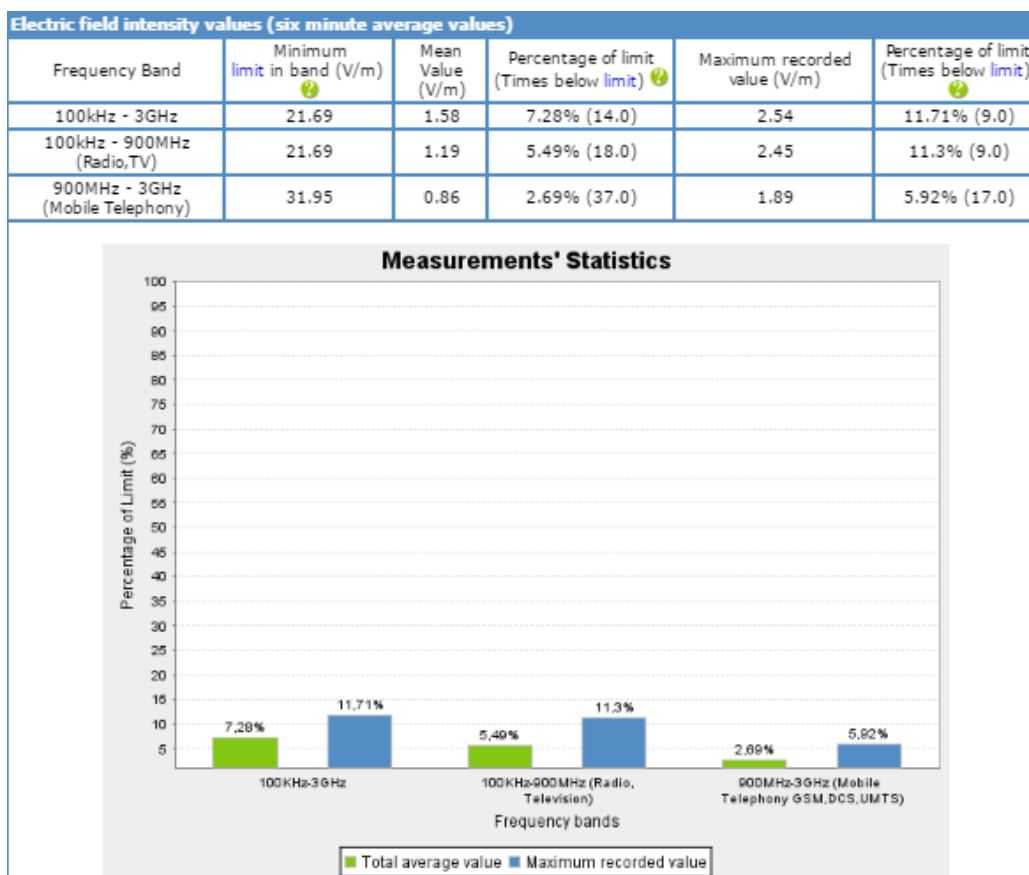 Electric field intensity values (six minute average values)
Frequency Band
Minimum
limit in band (V/m)
?
Mean
Value
(V/m)
Percentage of limit
(Times below limit) ?
Maximum recorded
value (V/m)
Percentage of limit
(Times below limit)
?
100kHz - 3GHz 21.69 1.58 7.28% (14.0) 2.54 11.71% (9.0)
100kHz - 900MHz
(Radio,TV)
21.69 1.19 5.49% (18.0) 2.45 11.3% (9.0)
900MHz - 3GHz
(Mobile Telephony)
31.95 0.86 2.69% (37.0) 1.89 5.92% (17.0)
Measurements' Statistics
Percentage of Limit (%)
100
95
90
85
80
75
70
65
60
55
50
45
40
35
30
25
20
15
10
5
7,28%
11,71%
5,49%
11,3%
2,69%
5,92%
100KHz-3GHz
100KHz-900MHz (Radio,
Television)
900MHz-3GHz (Mobile
Telephony GSM,DCS,UMTS)
Frequency bands
Total average value
Maximum recorded value